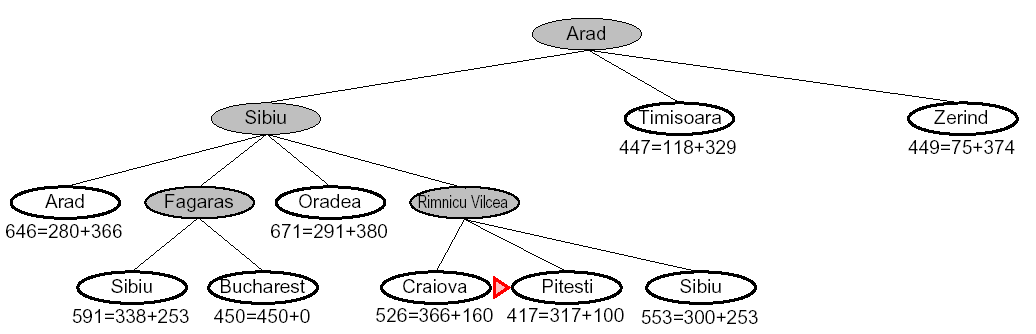 Arad
Sibiu Timisoara Zerind
447=118+329 449=75+374
Arad Fagaras Oradea Rimnicu Vilcea
646=280+366 671=291+380
Sibiu Bucharest Craiova Pitesti Sibiu
591=338+253 450=450+0 526=366+160 417=317+100 553=300+253